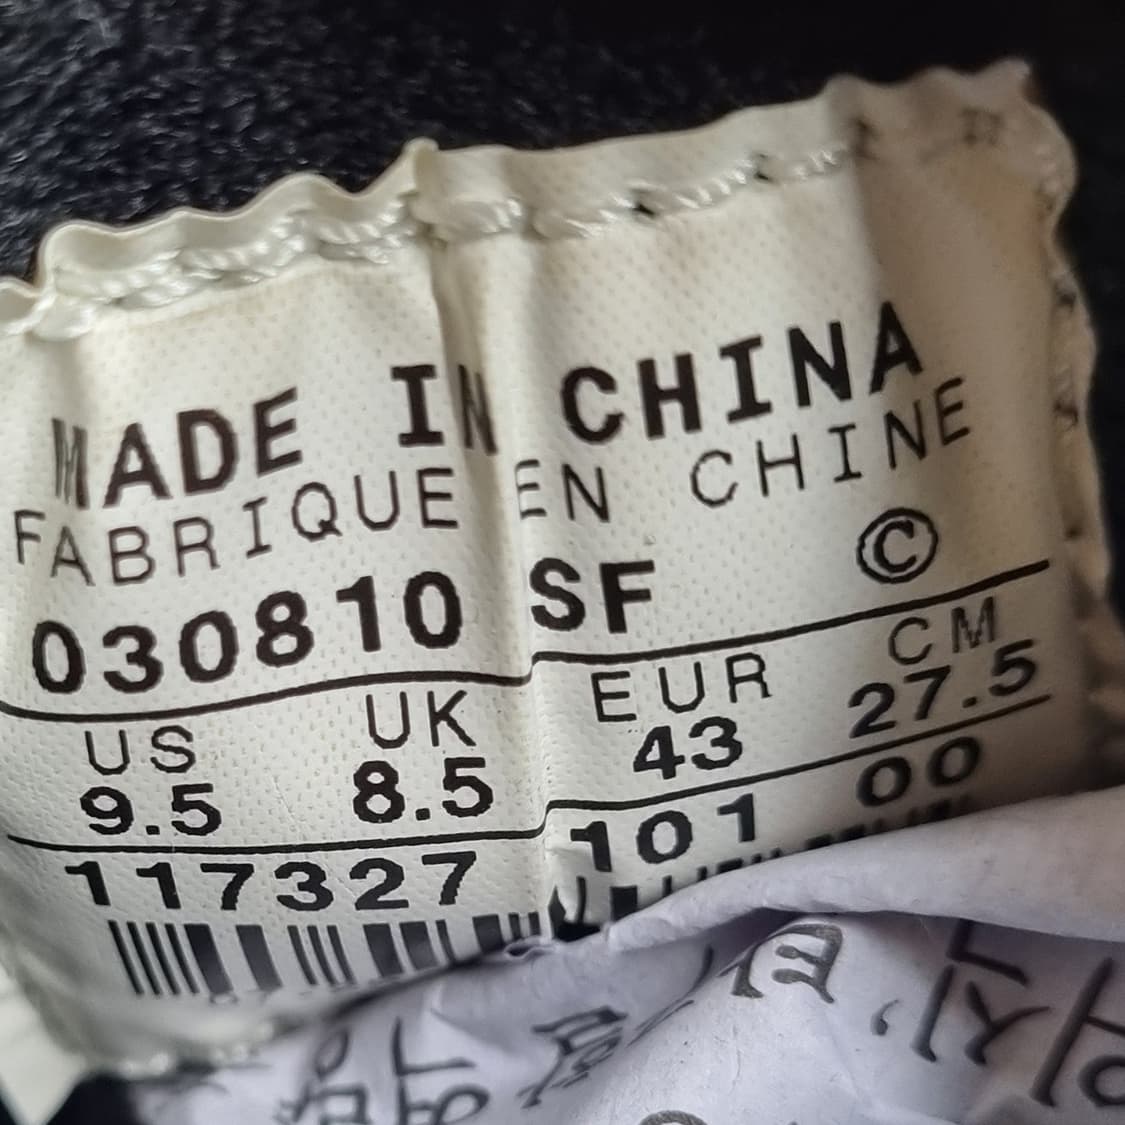 MADE IN CHINA
FABRIQUE EN CHINE
030810 SF ©
US UK EUR CM
9.5 8.5 43 27.5
117327 101 00